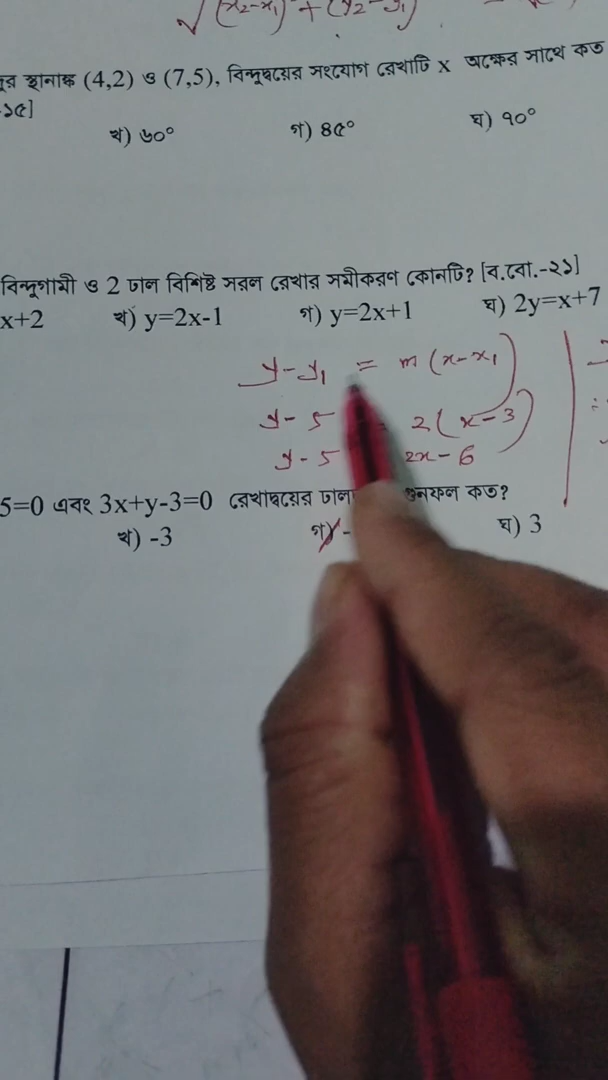 √(x₂-x₁)² + (y₂-y₁)
স্থানাঙ্ক (4,2) ও (7,5), বিন্দুদ্বয়ের সংযোগ রেখাটি x অক্ষের সাথে কত
-১৫]
খ) ৬০° গ) ৪৫° ঘ) ৭০°
বিন্দুগামী ও 2 ঢাল বিশিষ্ট সরল রেখার সমীকরণ কোনটি? [ব.বো.-২১]
x+2 খ) y=2x-1 গ) y=2x+1 ঘ) 2y=x+7
y-y₁ = m(x-x₁)
y-5 = 2(x-3)
y-5 2x-6
5=0 এবং 3x+y-3=0 রেখাদ্বয়ের গুনফল কত?
খ) -3 গ) - ঘ) 3